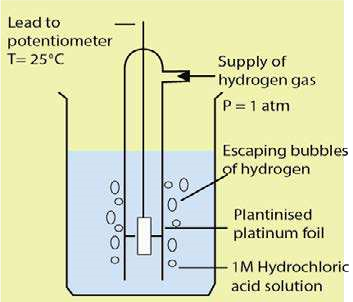 Lead to
potentiometer
T= 25°C
Supply of
hydrogen gas
P = 1 atm
Escaping bubbles
of hydrogen
Plantinised
platinum foil
1M Hydrochloric
acid solution